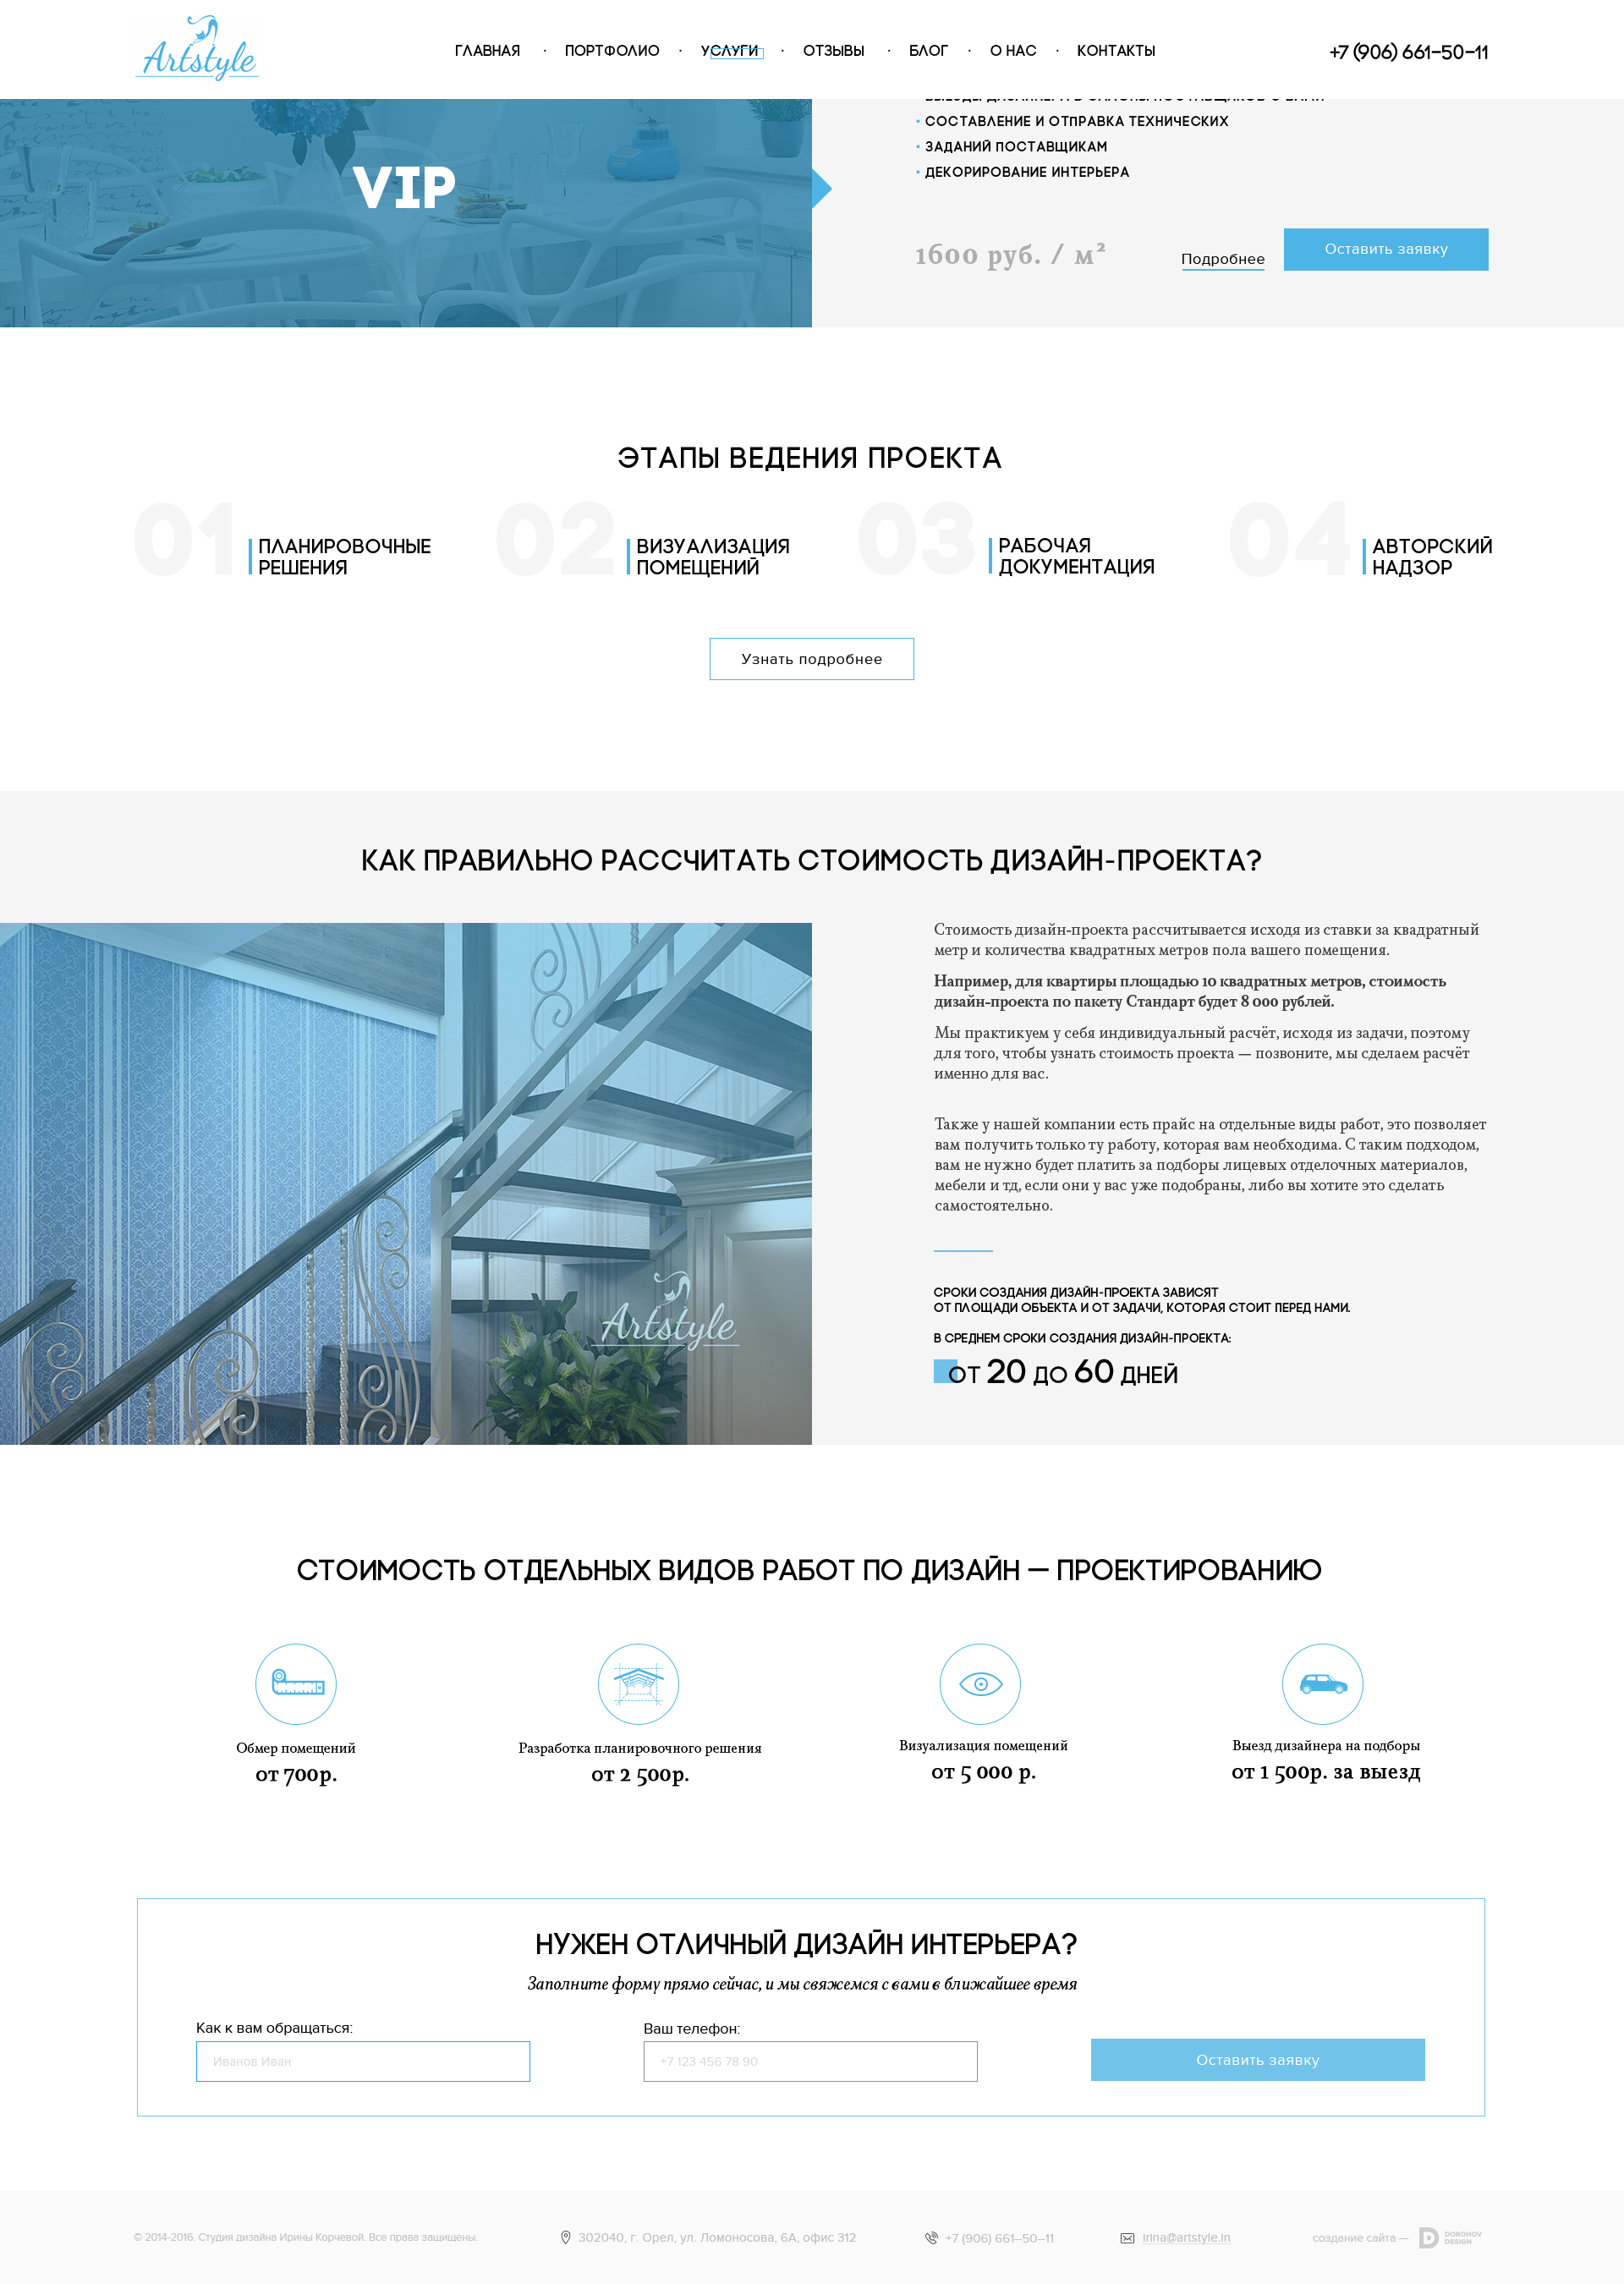 Artstyle
ГЛАВНАЯ · ПОРТФОЛИО · УСЛУГИ · ОТЗЫВЫ · БЛОГ · О НАС · КОНТАКТЫ
+7 (906) 661–50–11
VIP
• СОСТАВЛЕНИЕ И ОТПРАВКА ТЕХНИЧЕСКИХ
• ЗАДАНИЙ ПОСТАВЩИКАМ
• ДЕКОРИРОВАНИЕ ИНТЕРЬЕРА
1600 руб. / м²
Подробнее
Оставить заявку
ЭТАПЫ ВЕДЕНИЯ ПРОЕКТА
01
ПЛАНИРОВОЧНЫЕ
РЕШЕНИЯ
02
ВИЗУАЛИЗАЦИЯ
ПОМЕЩЕНИЙ
03
РАБОЧАЯ
ДОКУМЕНТАЦИЯ
04
АВТОРСКИЙ
НАДЗОР
Узнать подробнее
КАК ПРАВИЛЬНО РАССЧИТАТЬ СТОИМОСТЬ ДИЗАЙН-ПРОЕКТА?
Стоимость дизайн-проекта рассчитывается исходя из ставки за квадратный
метр и количества квадратных метров пола вашего помещения.
Например, для квартиры площадью 10 квадратных метров, стоимость
дизайн-проекта по пакету Стандарт будет 8 000 рублей.
Мы практикуем у себя индивидуальный расчёт, исходя из задачи, поэтому
для того, чтобы узнать стоимость проекта — позвоните, мы сделаем расчёт
именно для вас.
Также у нашей компании есть прайс на отдельные виды работ, это позволяет
вам получить только ту работу, которая вам необходима. С таким подходом,
вам не нужно будет платить за подборы лицевых отделочных материалов,
мебели и тд, если они у вас уже подобраны, либо вы хотите это сделать
самостоятельно.
Artstyle
СРОКИ СОЗДАНИЯ ДИЗАЙН-ПРОЕКТА ЗАВИСЯТ
ОТ ПЛОЩАДИ ОБЪЕКТА И ОТ ЗАДАЧИ, КОТОРАЯ СТОИТ ПЕРЕД НАМИ.
В СРЕДНЕМ СРОКИ СОЗДАНИЯ ДИЗАЙН-ПРОЕКТА:
ОТ 20 ДО 60 ДНЕЙ
СТОИМОСТЬ ОТДЕЛЬНЫХ ВИДОВ РАБОТ ПО ДИЗАЙН — ПРОЕКТИРОВАНИЮ
Обмер помещений
от 700р.
Разработка планировочного решения
от 2 500р.
Визуализация помещений
от 5 000 р.
Выезд дизайнера на подборы
от 1 500р. за выезд
НУЖЕН ОТЛИЧНЫЙ ДИЗАЙН ИНТЕРЬЕРА?
Заполните форму прямо сейчас, и мы свяжемся с вами в ближайшее время
Как к вам обращаться:
Иванов Иван
Ваш телефон:
+7 123 456 78 90
Оставить заявку
© 2014-2016. Студия дизайна Ирины Корчевой. Все права защищены.
302040, г. Орел, ул. Ломоносова, 6А, офис 312
+7 (906) 661–50–11
irina@artstyle.in
создание сайта —
DOROHOV
DESIGN